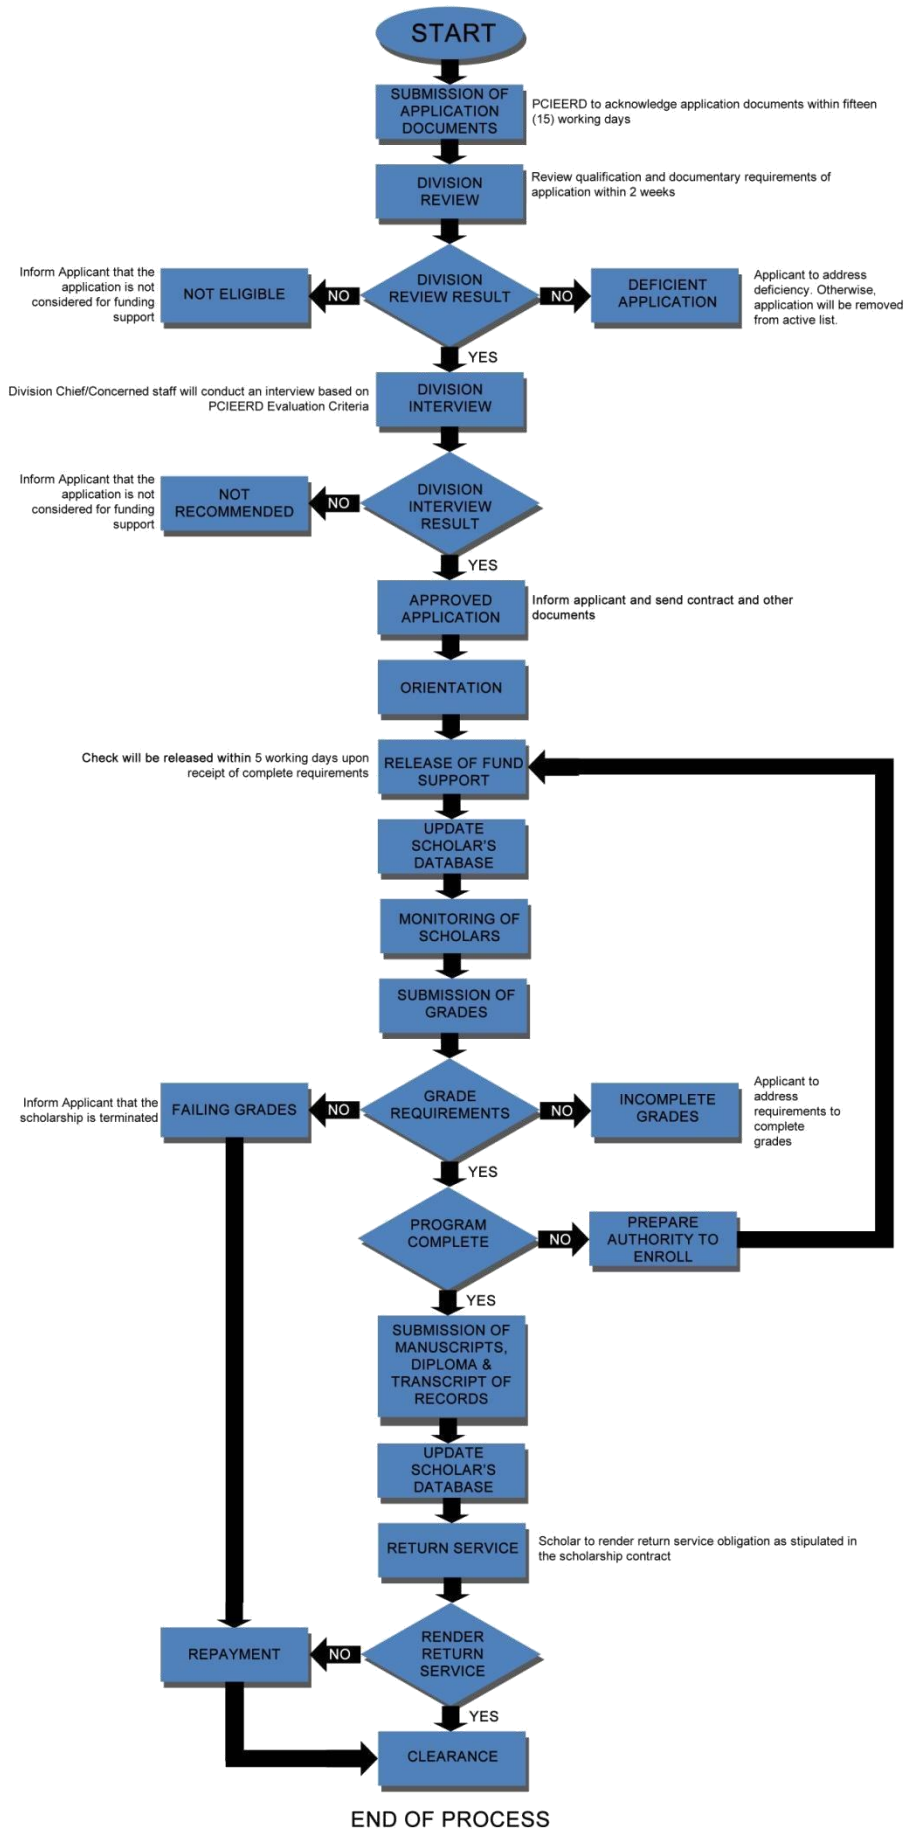 START
SUBMISSION OF
APPLICATION
DOCUMENTS
PCIEERD to acknowledge application documents within fifteen
(15) working days
DIVISION
REVIEW
Review qualification and documentary requirements of
application within 2 weeks
Inform Applicant that the
application is not
considered for funding
support
NOT ELIGIBLE
NO
DIVISION
REVIEW RESULT
NO
DEFICIENT
APPLICATION
Applicant to address
deficiency. Otherwise,
application will be removed
from active list.
YES
Division Chief/Concerned staff will conduct an interview based on
PCIEERD Evaluation Criteria
DIVISION
INTERVIEW
Inform Applicant that the
application is not
considered for funding
support
NOT
RECOMMENDED
NO
DIVISION
INTERVIEW
RESULT
YES
APPROVED
APPLICATION
Inform applicant and send contract and other
documents
ORIENTATION
Check will be released within 5 working days upon
receipt of complete requirements
RELEASE OF FUND
SUPPORT
UPDATE
SCHOLAR'S
DATABASE
MONITORING OF
SCHOLARS
SUBMISSION OF
GRADES
Inform Applicant that the
scholarship is terminated
FAILING GRADES
NO
GRADE
REQUIREMENTS
NO
INCOMPLETE
GRADES
Applicant to
address
requirements to
complete
grades
YES
PROGRAM
COMPLETE
NO
PREPARE
AUTHORITY TO
ENROLL
YES
SUBMISSION OF
MANUSCRIPTS,
DIPLOMA &
TRANSCRIPT OF
RECORDS
UPDATE
SCHOLAR'S
DATABASE
RETURN SERVICE
Scholar to render return service obligation as stipulated in
the scholarship contract
REPAYMENT
NO
RENDER
RETURN
SERVICE
YES
CLEARANCE
END OF PROCESS